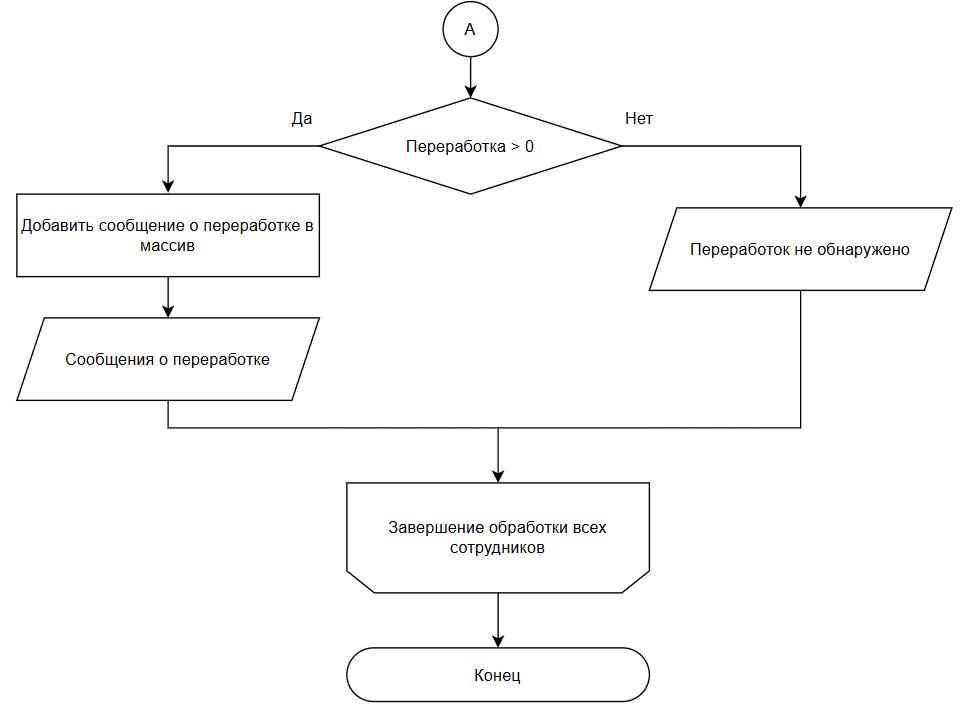 А
Да
Нет
Переработка > 0
Добавить сообщение о переработке в
массив
Переработок не обнаружено
Сообщения о переработке
Завершение обработки всех
сотрудников
Конец